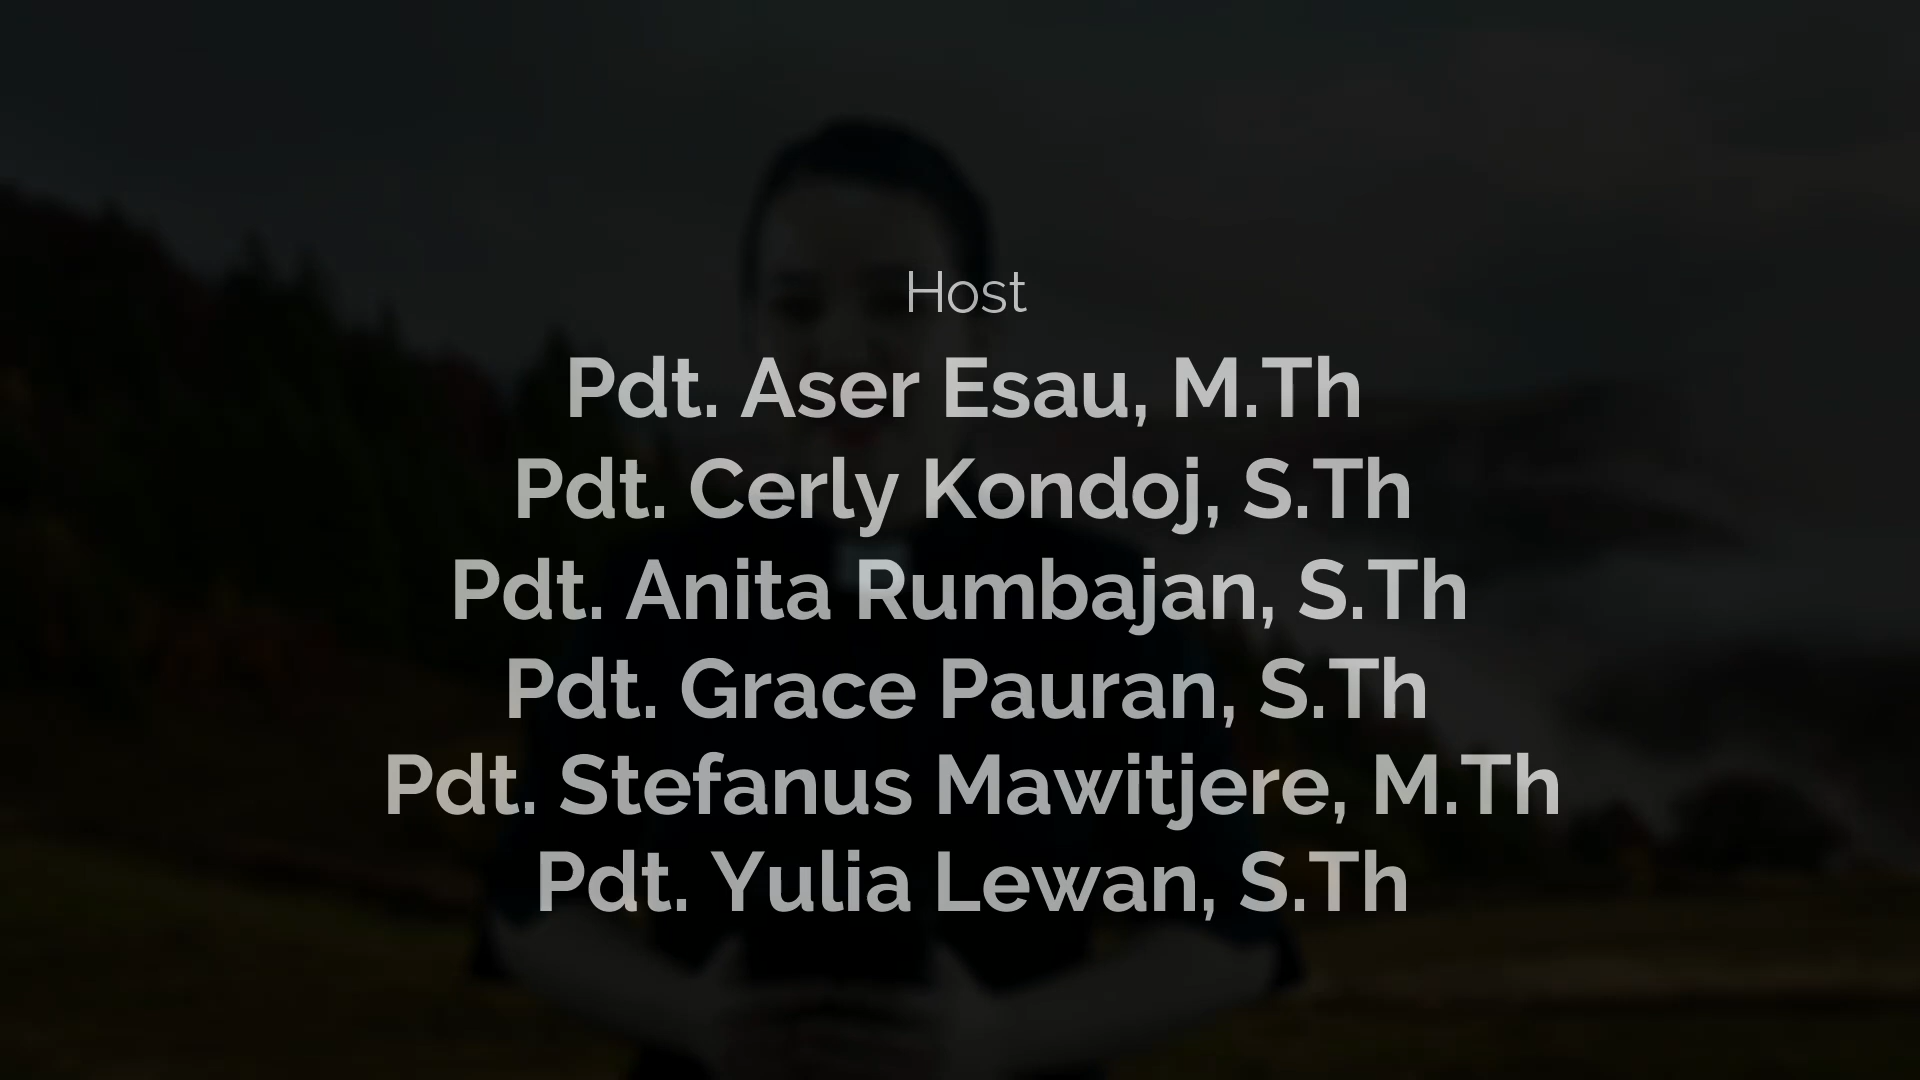 Host
Pdt. Aser Esau, M.Th
Pdt. Cerly Kondoj, S.Th
Pdt. Anita Rumbajan, S.Th
Pdt. Grace Pauran, S.Th
Pdt. Stefanus Mawitjere, M.Th
Pdt. Yulia Lewan, S.Th